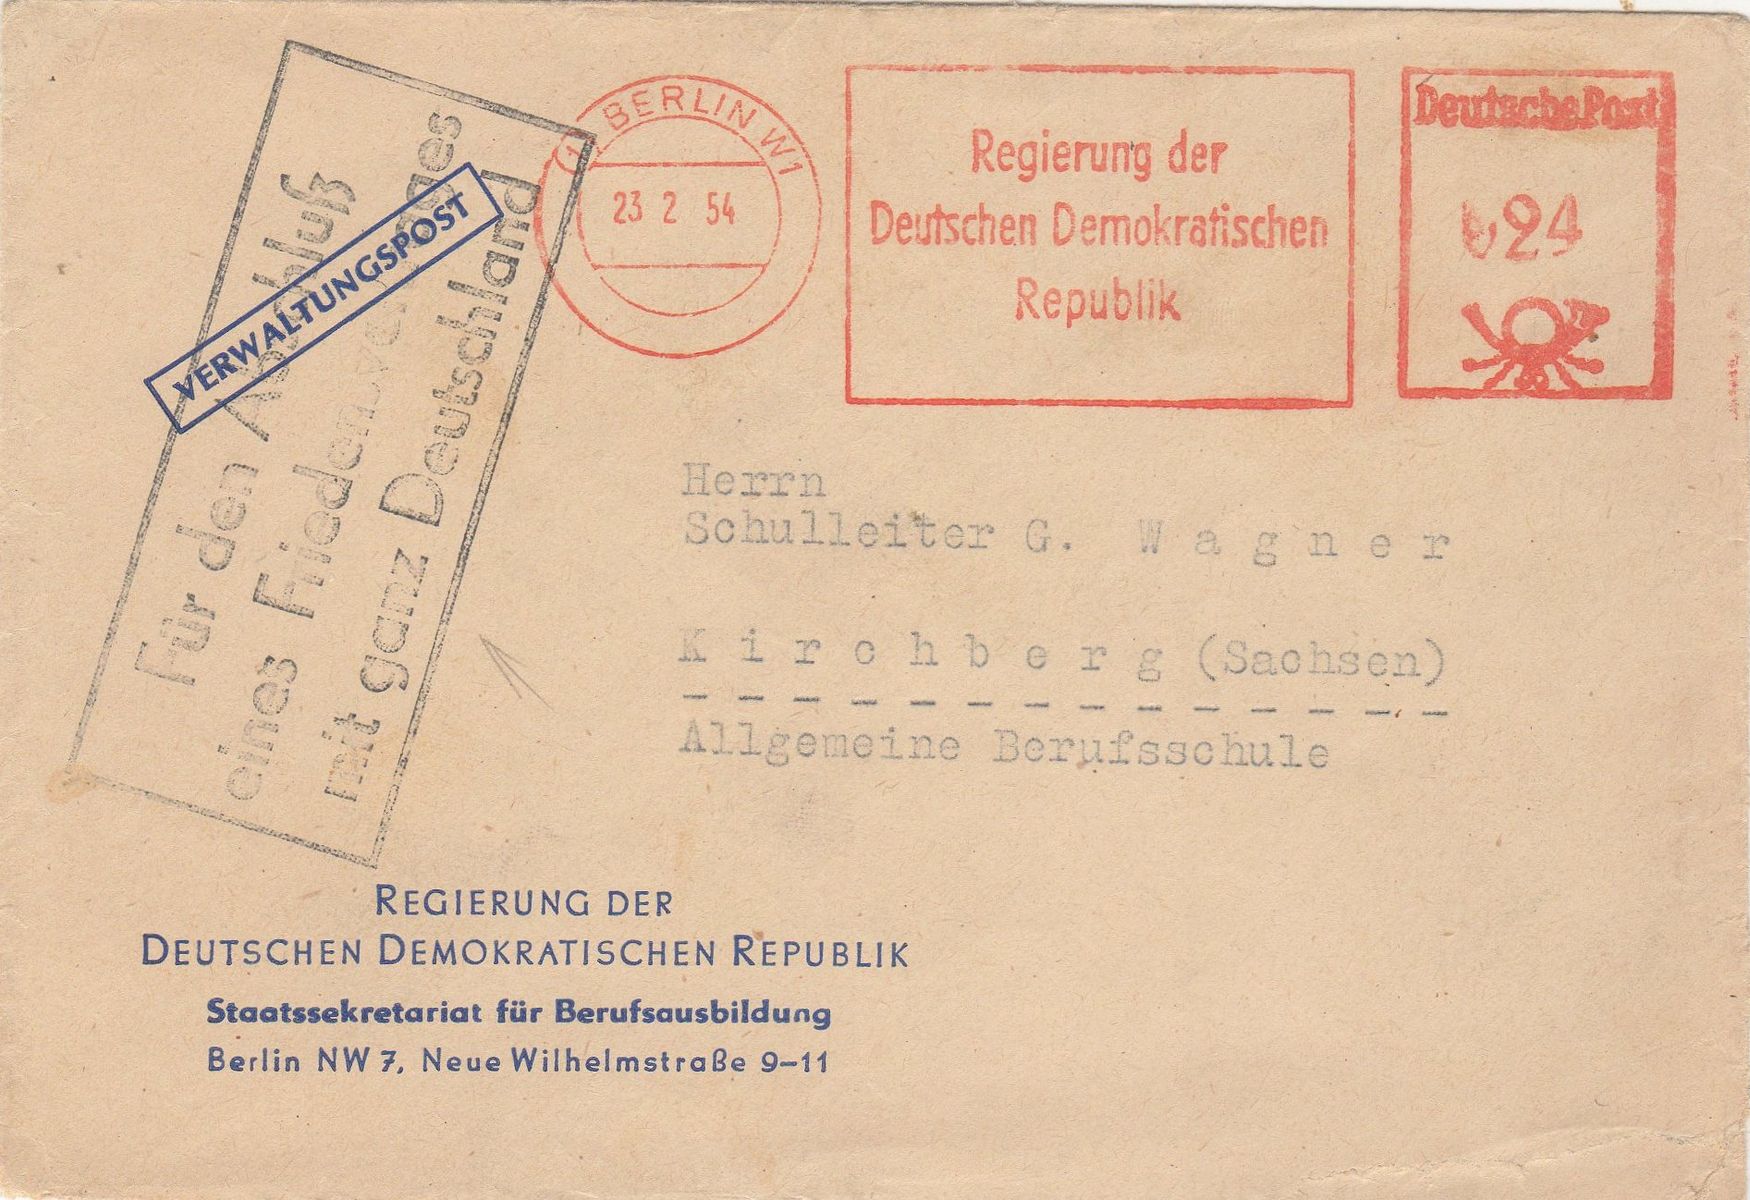 Für den Abschluß
eines Friedensvertrages
mit ganz Deutschland
VERWALTUNGSPOST
(1) BERLIN W1
23 2 54
Regierung der
Deutschen Demokratischen
Republik
Deutsche Post
024
Herrn
Schulleiter G. W a g n e r
K i r c h b e r g (Sachsen)
Allgemeine Berufsschule
REGIERUNG DER
DEUTSCHEN DEMOKRATISCHEN REPUBLIK
Staatssekretariat für Berufsausbildung
Berlin NW 7, Neue Wilhelmstraße 9–11